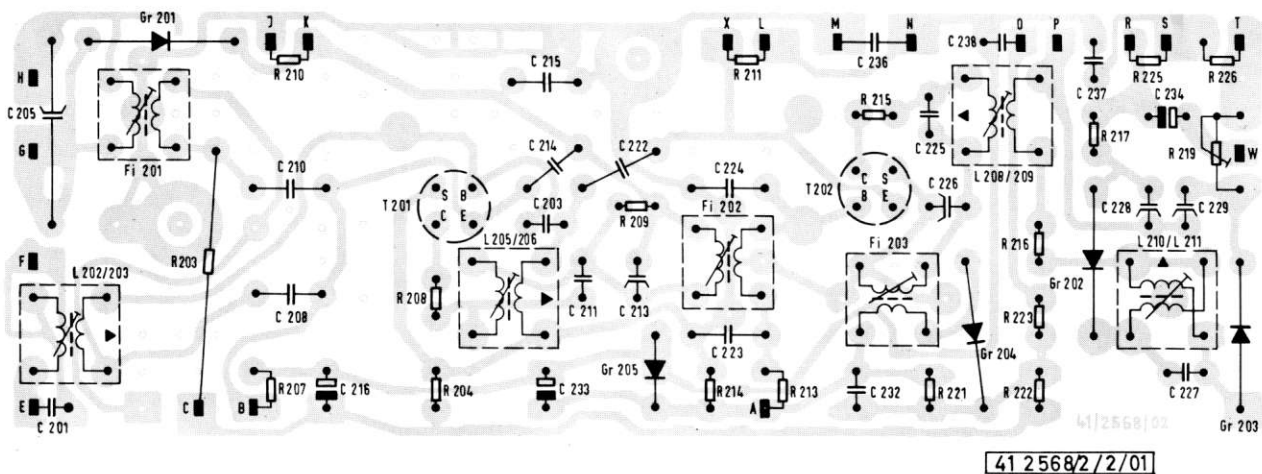 Gr 201
J K
X L
M N
O P
R S
T
C 238
H
R 210
C 215
R 211
C 236
C 237
R 225
R 226
C 205
R 215
C 234
G
C 214
C 222
C 225
R 217
R 219
W
Fi 201
C 210
C 224
L 208/209
T 201
S B
C E
T 202
C S
B E
C 226
C 203
R 209
Fi 202
C 228
C 229
F
L 205/206
Fi 203
R 216
L 210/L 211
L 202/203
R 203
R 208
Gr 202
C 208
C 211
C 213
R 223
C 223
Gr 204
Gr 205
R 207
C 216
R 204
C 233
R 214
R 213
C 232
R 221
R 222
C 227
E
C 201
C
B
A
41/2568/02
Gr 203
41 2568/2/2/01